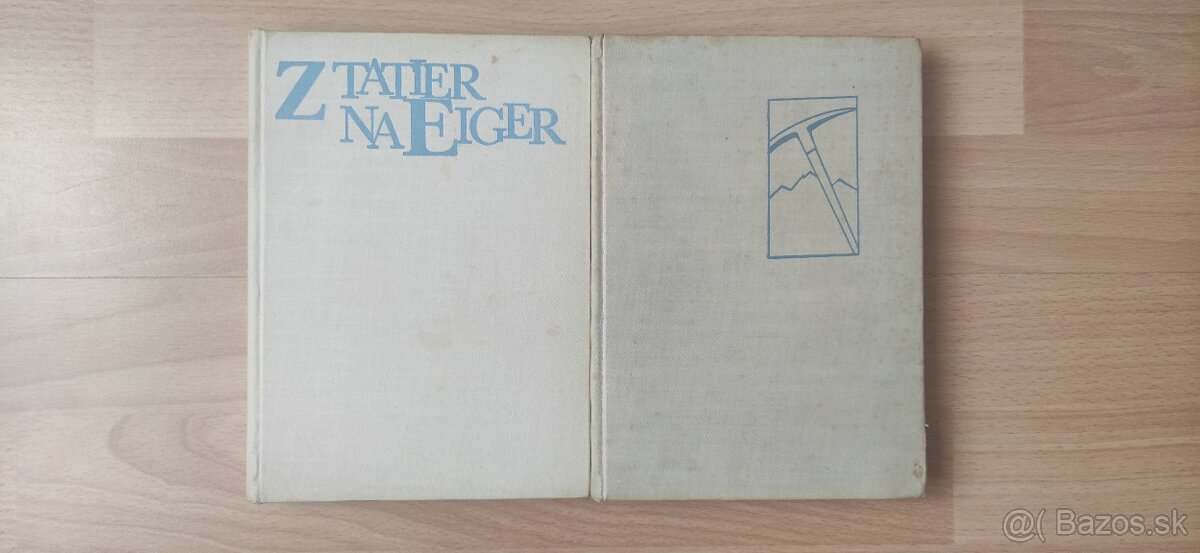 Z TATIER
NA EIGER
@( Bazos.sk